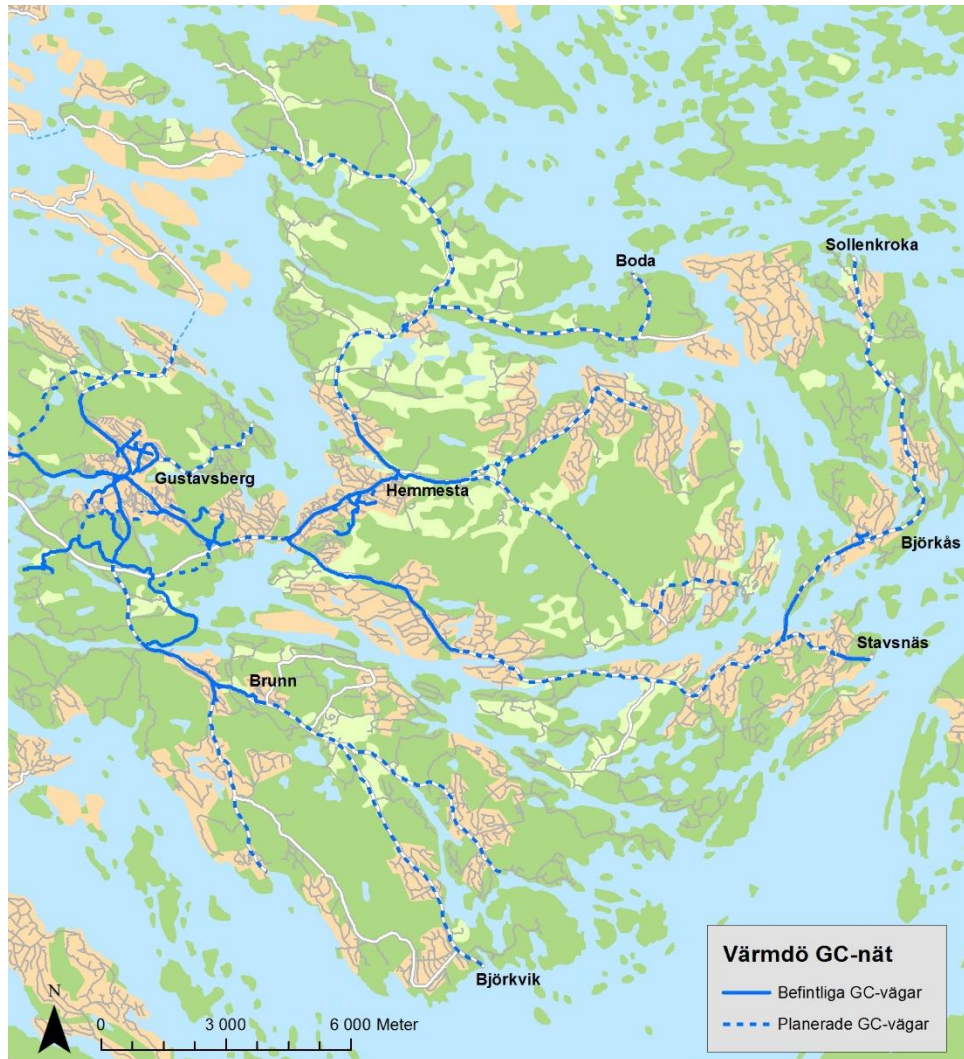 Sollenkroka
Boda
Gustavsberg
Hemmesta
Björkås
Stavsnäs
Brunn
Björkvik
Värmdö GC-nät
Befintliga GC-vägar
Planerade GC-vägar
N
0 3 000 6 000 Meter